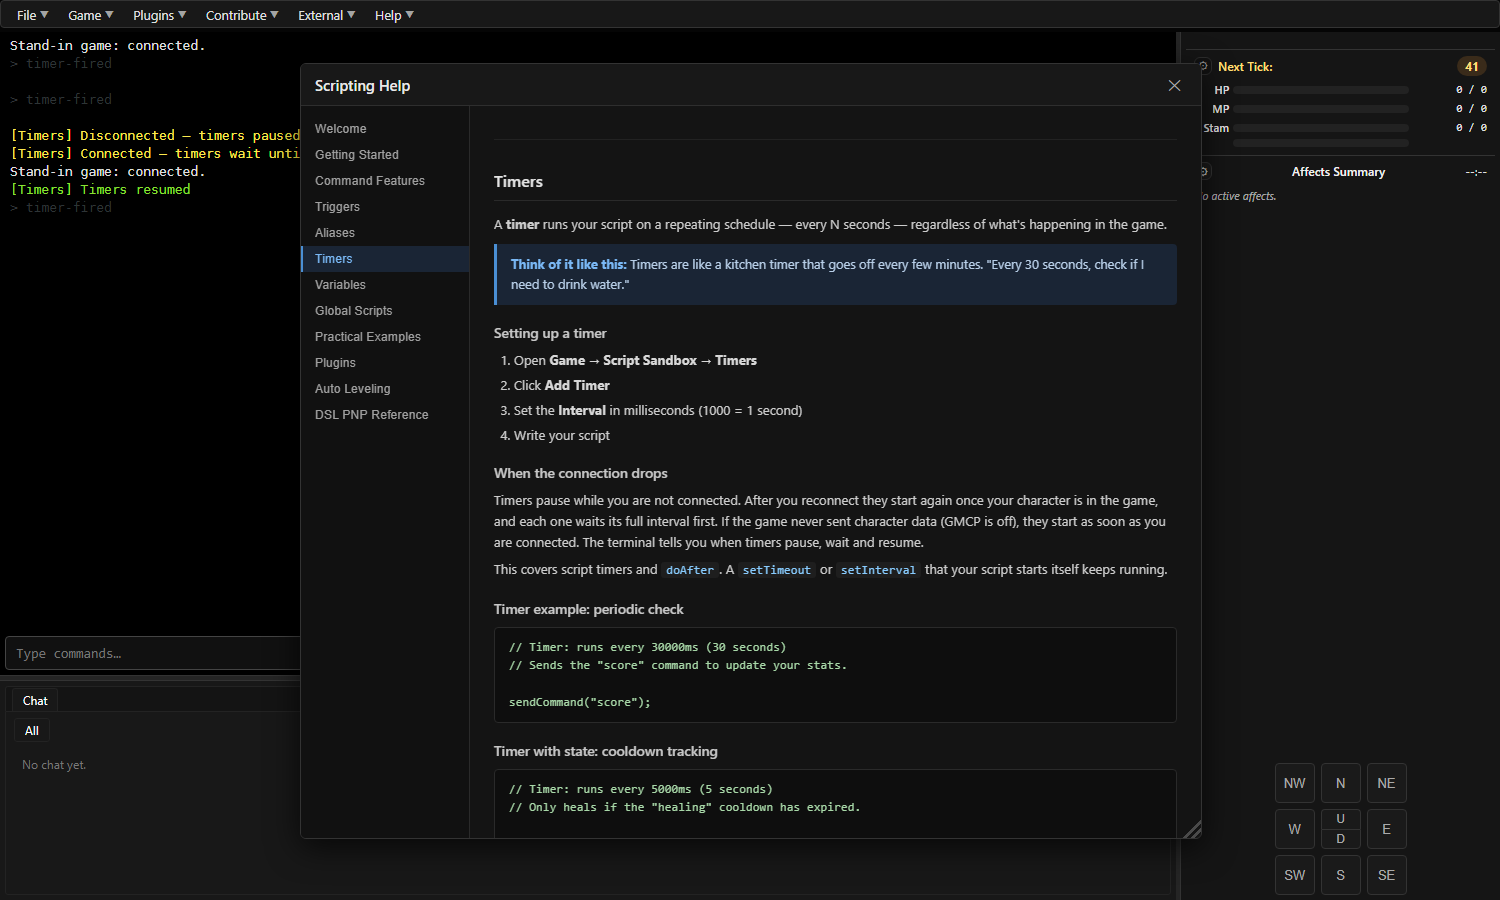 File ▼ Game ▼ Plugins ▼ Contribute ▼ External ▼ Help ▼
Stand-in game: connected.
> timer-fired
> timer-fired
[Timers] Disconnected — timers paused
[Timers] Connected — timers wait
Stand-in game: connected.
[Timers] Timers resumed
> timer-fired
Type commands…
Chat
All
No chat yet.
Scripting Help
Welcome
Getting Started
Command Features
Triggers
Aliases
Timers
Variables
Global Scripts
Practical Examples
Plugins
Auto Leveling
DSL PNP Reference
Timers
A timer runs your script on a repeating schedule — every N seconds — regardless of what's happening in the game.
Think of it like this: Timers are like a kitchen timer that goes off every few minutes. "Every 30 seconds, check if I
need to drink water."
Setting up a timer
1. Open Game → Script Sandbox → Timers
2. Click Add Timer
3. Set the Interval in milliseconds (1000 = 1 second)
4. Write your script
When the connection drops
Timers pause while you are not connected. After you reconnect they start again once your character is in the game,
and each one waits its full interval first. If the game never sent character data (GMCP is off), they start as soon as you
are connected. The terminal tells you when timers pause, wait and resume.
This covers script timers and doAfter. A setTimeout or setInterval that your script starts itself keeps running.
Timer example: periodic check
// Timer: runs every 30000ms (30 seconds)
// Sends the "score" command to update your stats.
sendCommand("score");
Timer with state: cooldown tracking
// Timer: runs every 5000ms (5 seconds)
// Only heals if the "healing" cooldown has expired.
Next Tick: 41
HP 0 / 0
MP 0 / 0
Stam 0 / 0
Affects Summary --:--
active affects.
NW N NE
W U D E
SW S SE